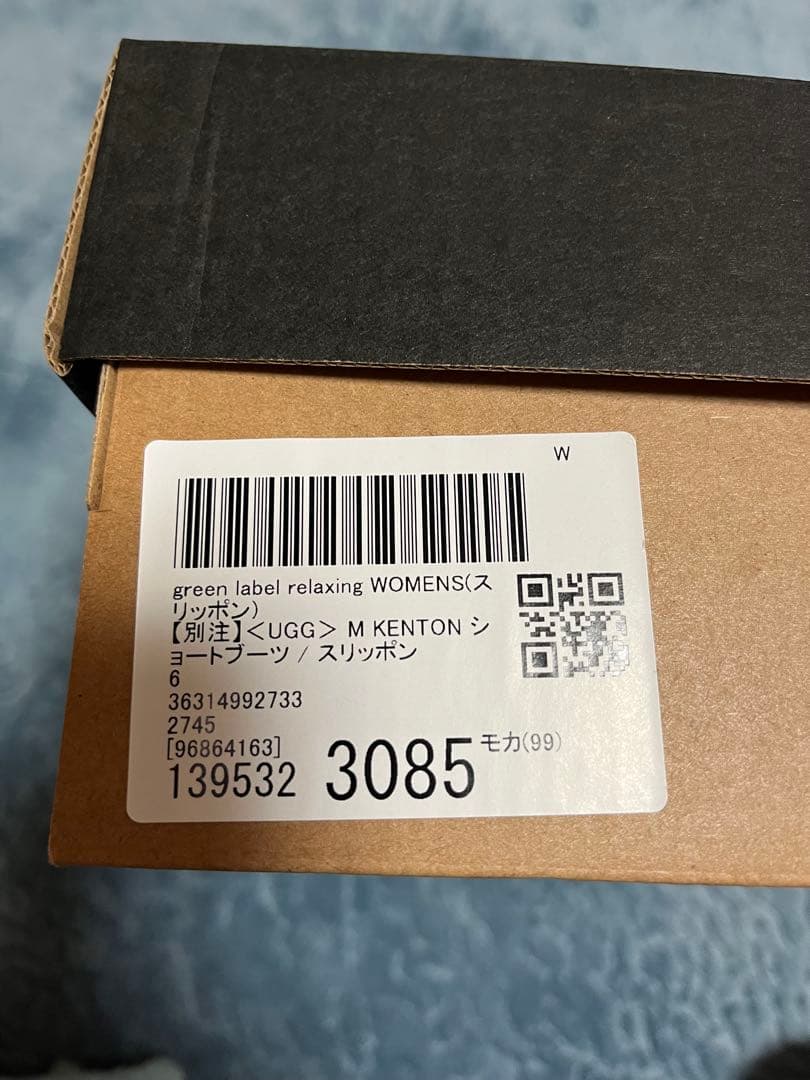 W
green label relaxing WOMENS(ス
リッポン)
【別注】＜UGG＞ M KENTON シ
ョートブーツ / スリッポン
6
36314992733
2745
[96864163]
139532 3085 モカ(99)